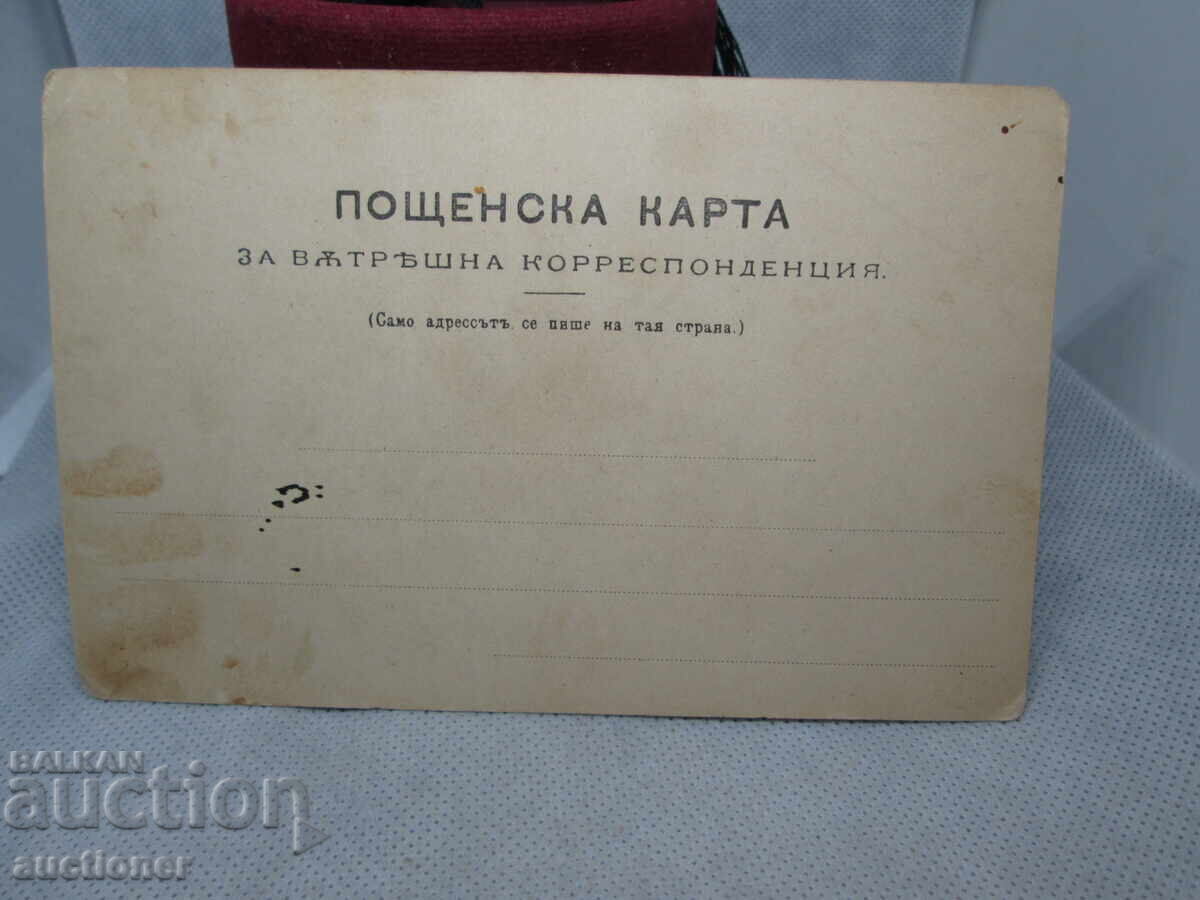 ПОЩЕНСКА КАРТА
ЗА ВѪТРѢШНА КОРРЕСПОНДЕНЦИЯ.
(Само адрессътъ се пише на тая страна.)
BALKAN
auction
auctioner